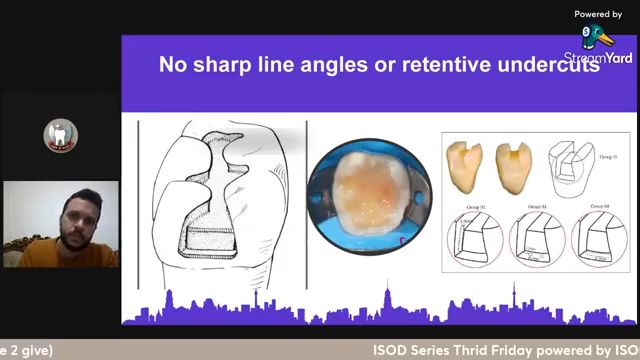 Powered by
StreamYard
No sharp line angles or retentive undercuts
Group 01
Group 02
Group 03
Group 04
e 2 give)
ISOD Series Thrid Friday powered by ISO